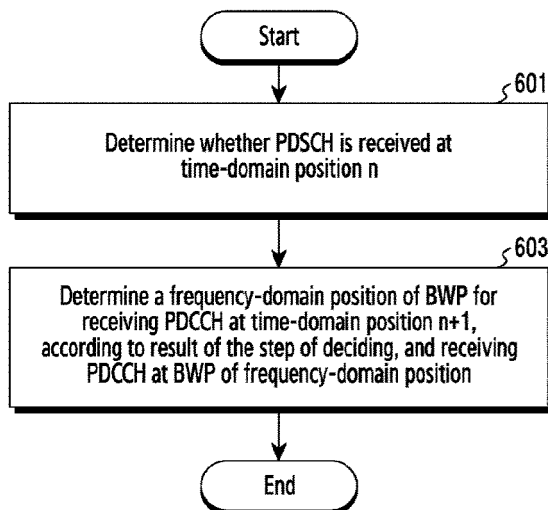 Start
601
Determine whether PDSCH is received at
time-domain position n
603
Determine a frequency-domain position of BWP for
receiving PDCCH at time-domain position n+1,
according to result of the step of deciding, and receiving
PDCCH at BWP of frequency-domain position
End